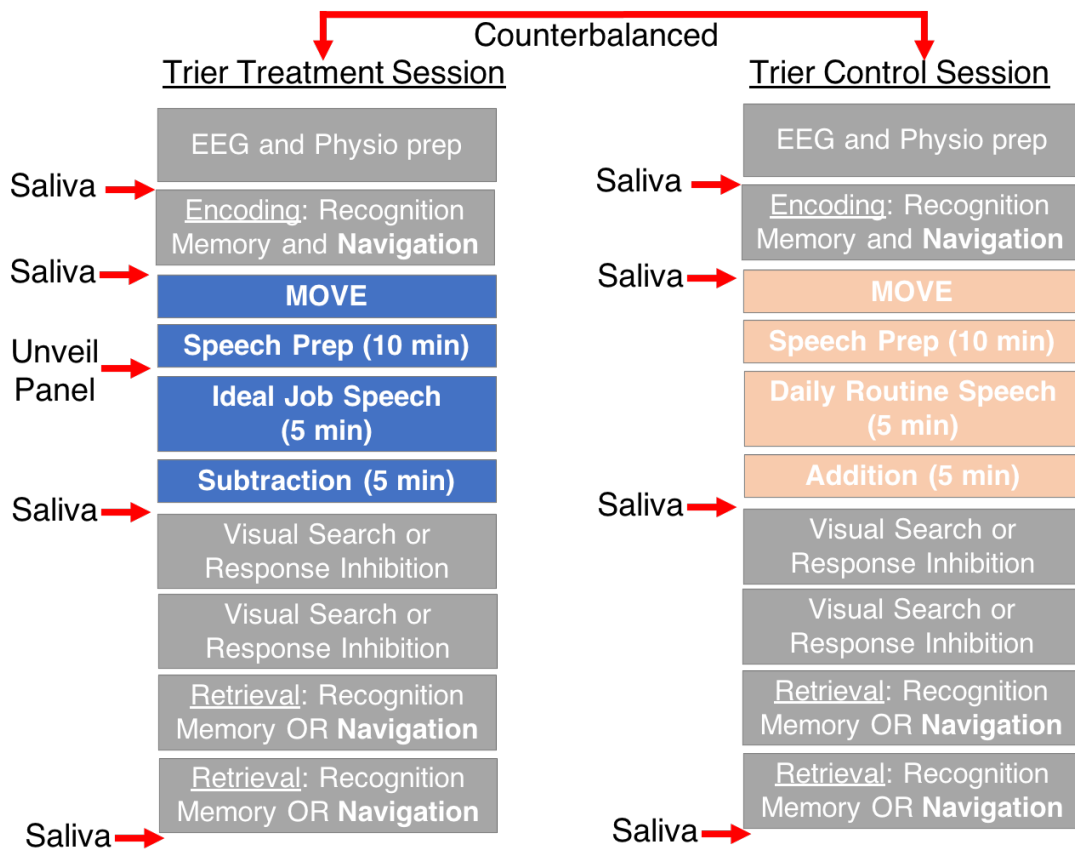 Counterbalanced
Trier Treatment Session
EEG and Physio prep
Saliva
Encoding: Recognition
Memory and Navigation
Saliva
MOVE
Speech Prep (10 min)
Unveil
Panel
Ideal Job Speech
(5 min)
Subtraction (5 min)
Saliva
Visual Search or
Response Inhibition
Visual Search or
Response Inhibition
Retrieval: Recognition
Memory OR Navigation
Retrieval: Recognition
Memory OR Navigation
Saliva
Trier Control Session
EEG and Physio prep
Saliva
Encoding: Recognition
Memory and Navigation
Saliva
MOVE
Speech Prep (10 min)
Daily Routine Speech
(5 min)
Addition (5 min)
Saliva
Visual Search or
Response Inhibition
Visual Search or
Response Inhibition
Retrieval: Recognition
Memory OR Navigation
Retrieval: Recognition
Memory OR Navigation
Saliva